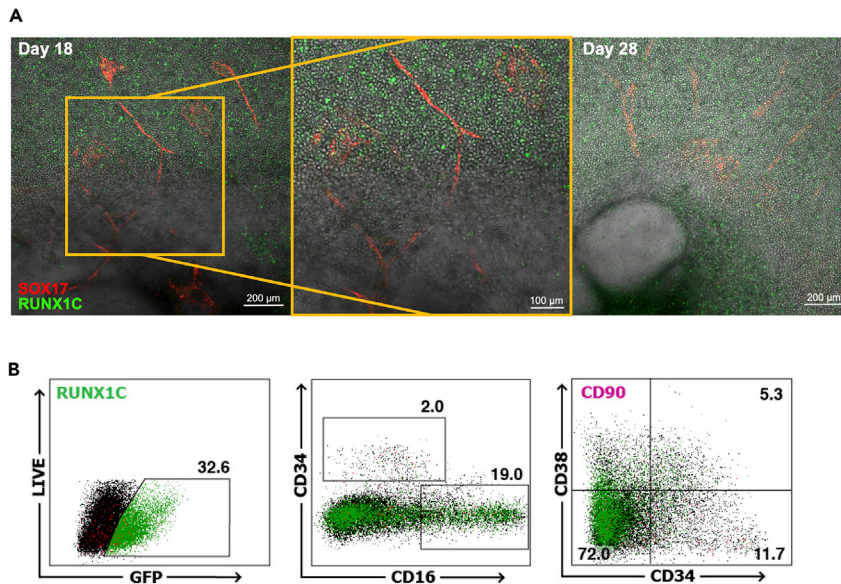 A
Day 18
Day 28
SOX17
RUNX1C
200 µm
100 µm
200 µm
B
RUNX1C
32.6
LIVE
GFP
2.0
19.0
CD34
CD16
CD90
5.3
CD38
72.0
11.7
CD34